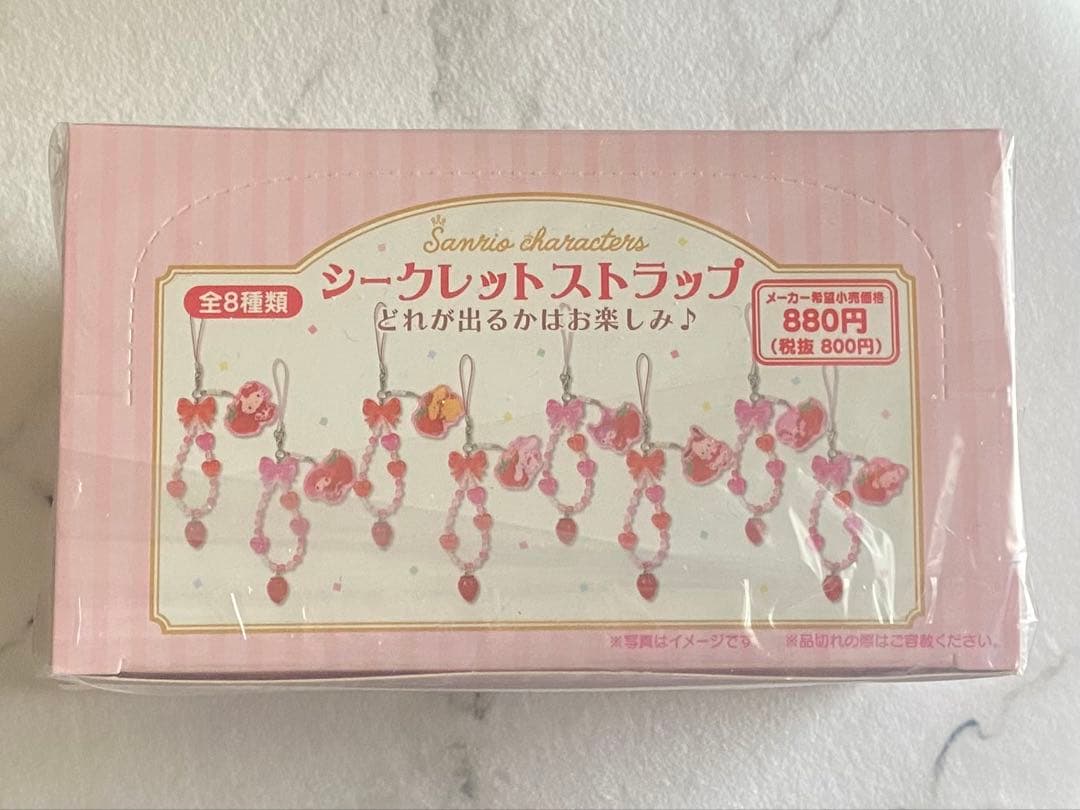 Sanrio characters
シークレットストラップ
どれが出るかはお楽しみ♪
全8種類
メーカー希望小売価格
880円
(税抜 800円)
※写真はイメージです ※品切れの際はご容赦ください。